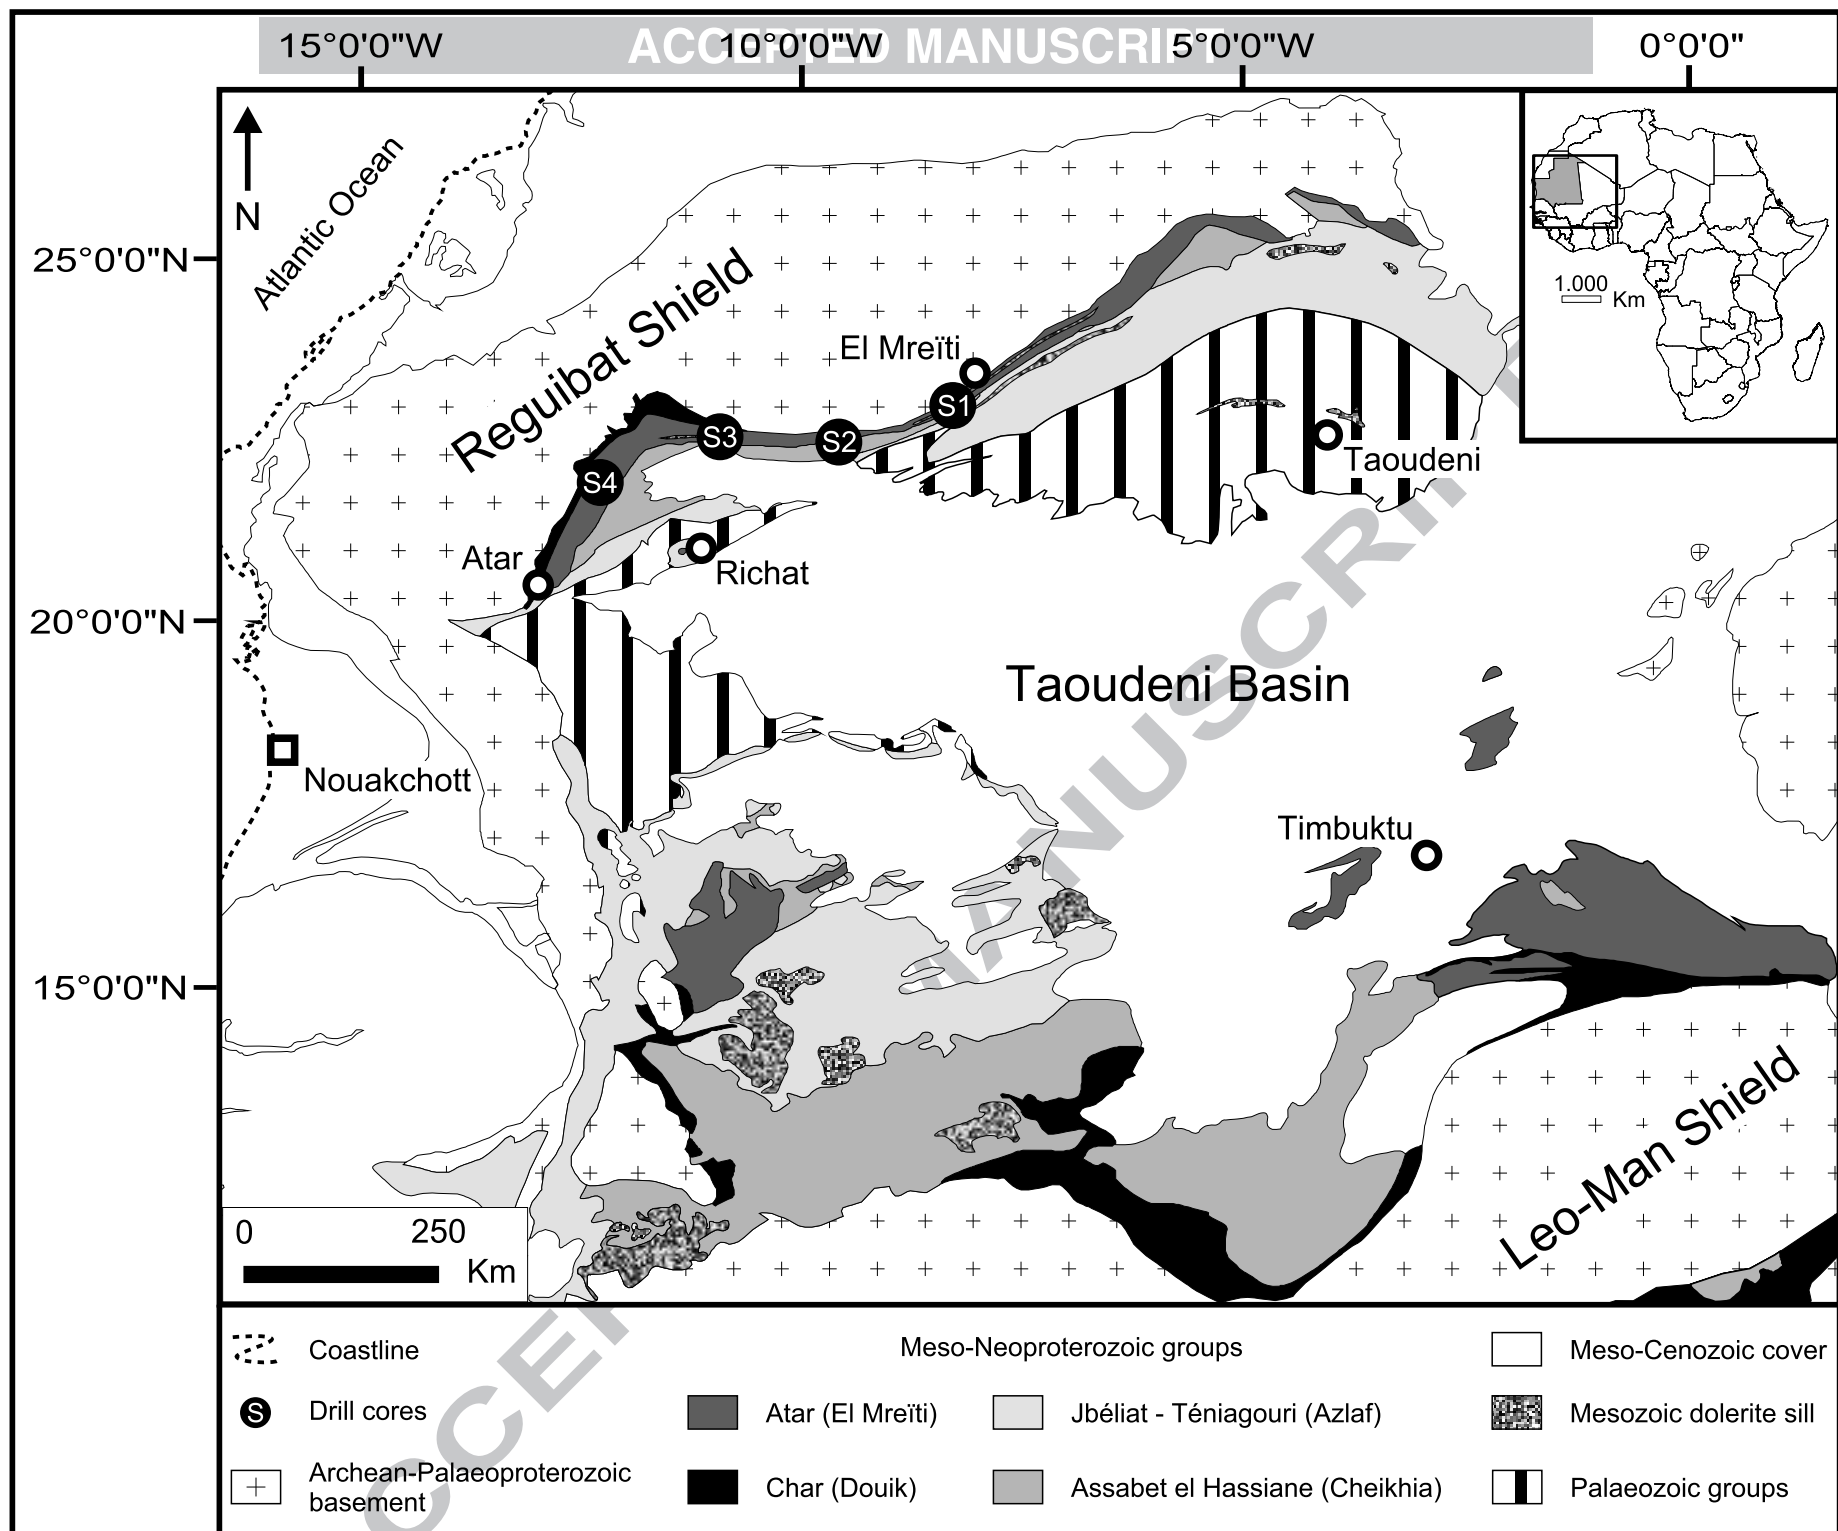 ACCEPTED MANUSCRIPT
15°0'0"W
10°0'0"W
5°0'0"W
0°0'0"
25°0'0"N
20°0'0"N
15°0'0"N
N
Atlantic Ocean
Reguibat Shield
El Mreïti
S1
S2
S3
S4
Atar
Richat
Taoudeni
Taoudeni Basin
Nouakchott
Timbuktu
Leo-Man Shield
1.000
Km
0
250
Km
Coastline
S
Drill cores
Archean-Palaeoproterozoic
basement
Meso-Neoproterozoic groups
Atar (El Mreïti)
Char (Douik)
Jbéliat - Téniagouri (Azlaf)
Assabet el Hassiane (Cheikhia)
Meso-Cenozoic cover
Mesozoic dolerite sill
Palaeozoic groups